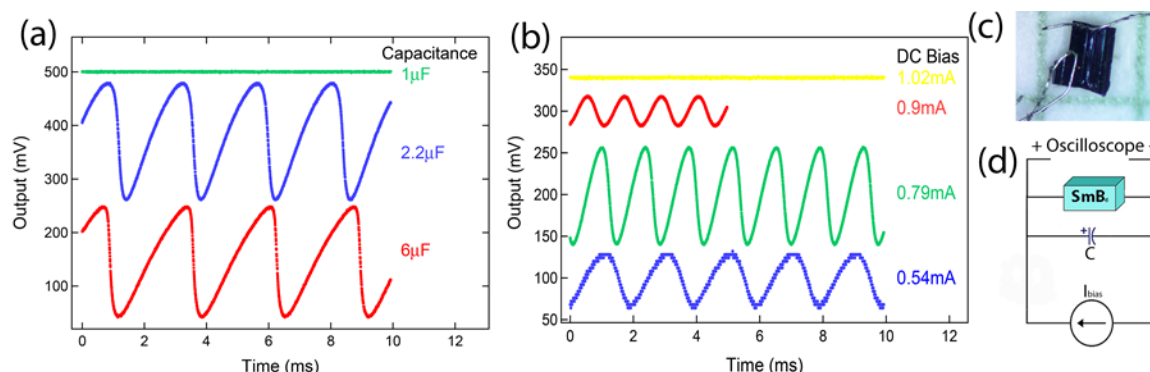 (a)
Capacitance
1µF
2.2µF
6µF
500
400
300
200
100
Output (mV)
0 2 4 6 8 10 12
Time (ms)
(b)
DC Bias
1.02mA
0.9mA
0.79mA
0.54mA
350
300
250
200
150
100
50
Output (mV)
0 2 4 6 8 10 12
Time (ms)
(c)
(d)
+ Oscilloscope -
SmB₆
+
C
I bias